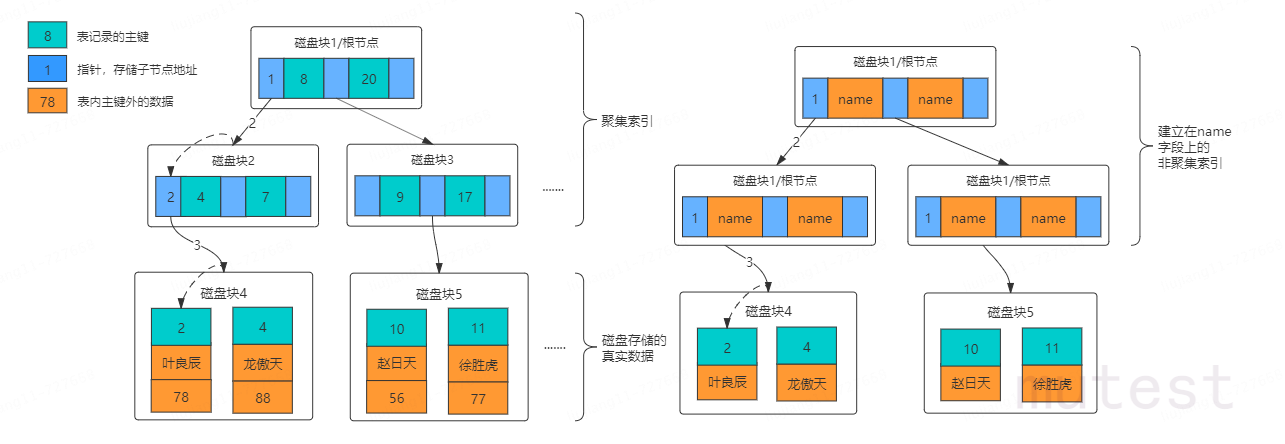 8
表记录的主键
1
指针，存储子节点地址
78
表内主键外的数据
磁盘块1/根节点
1
8
20
2
磁盘块2
2
4
7
磁盘块3
9
17
.......
聚集索引
3
磁盘块4
2
4
叶良辰
龙傲天
78
88
磁盘块5
10
11
赵日天
徐胜虎
56
77
.......
磁盘存储的
真实数据
磁盘块1/根节点
1
name
name
2
磁盘块1/根节点
1
name
name
磁盘块1/根节点
1
name
name
建立在name
字段上的
非聚集索引
3
磁盘块4
2
4
叶良辰
龙傲天
磁盘块5
10
11
赵日天
徐胜虎
mutest